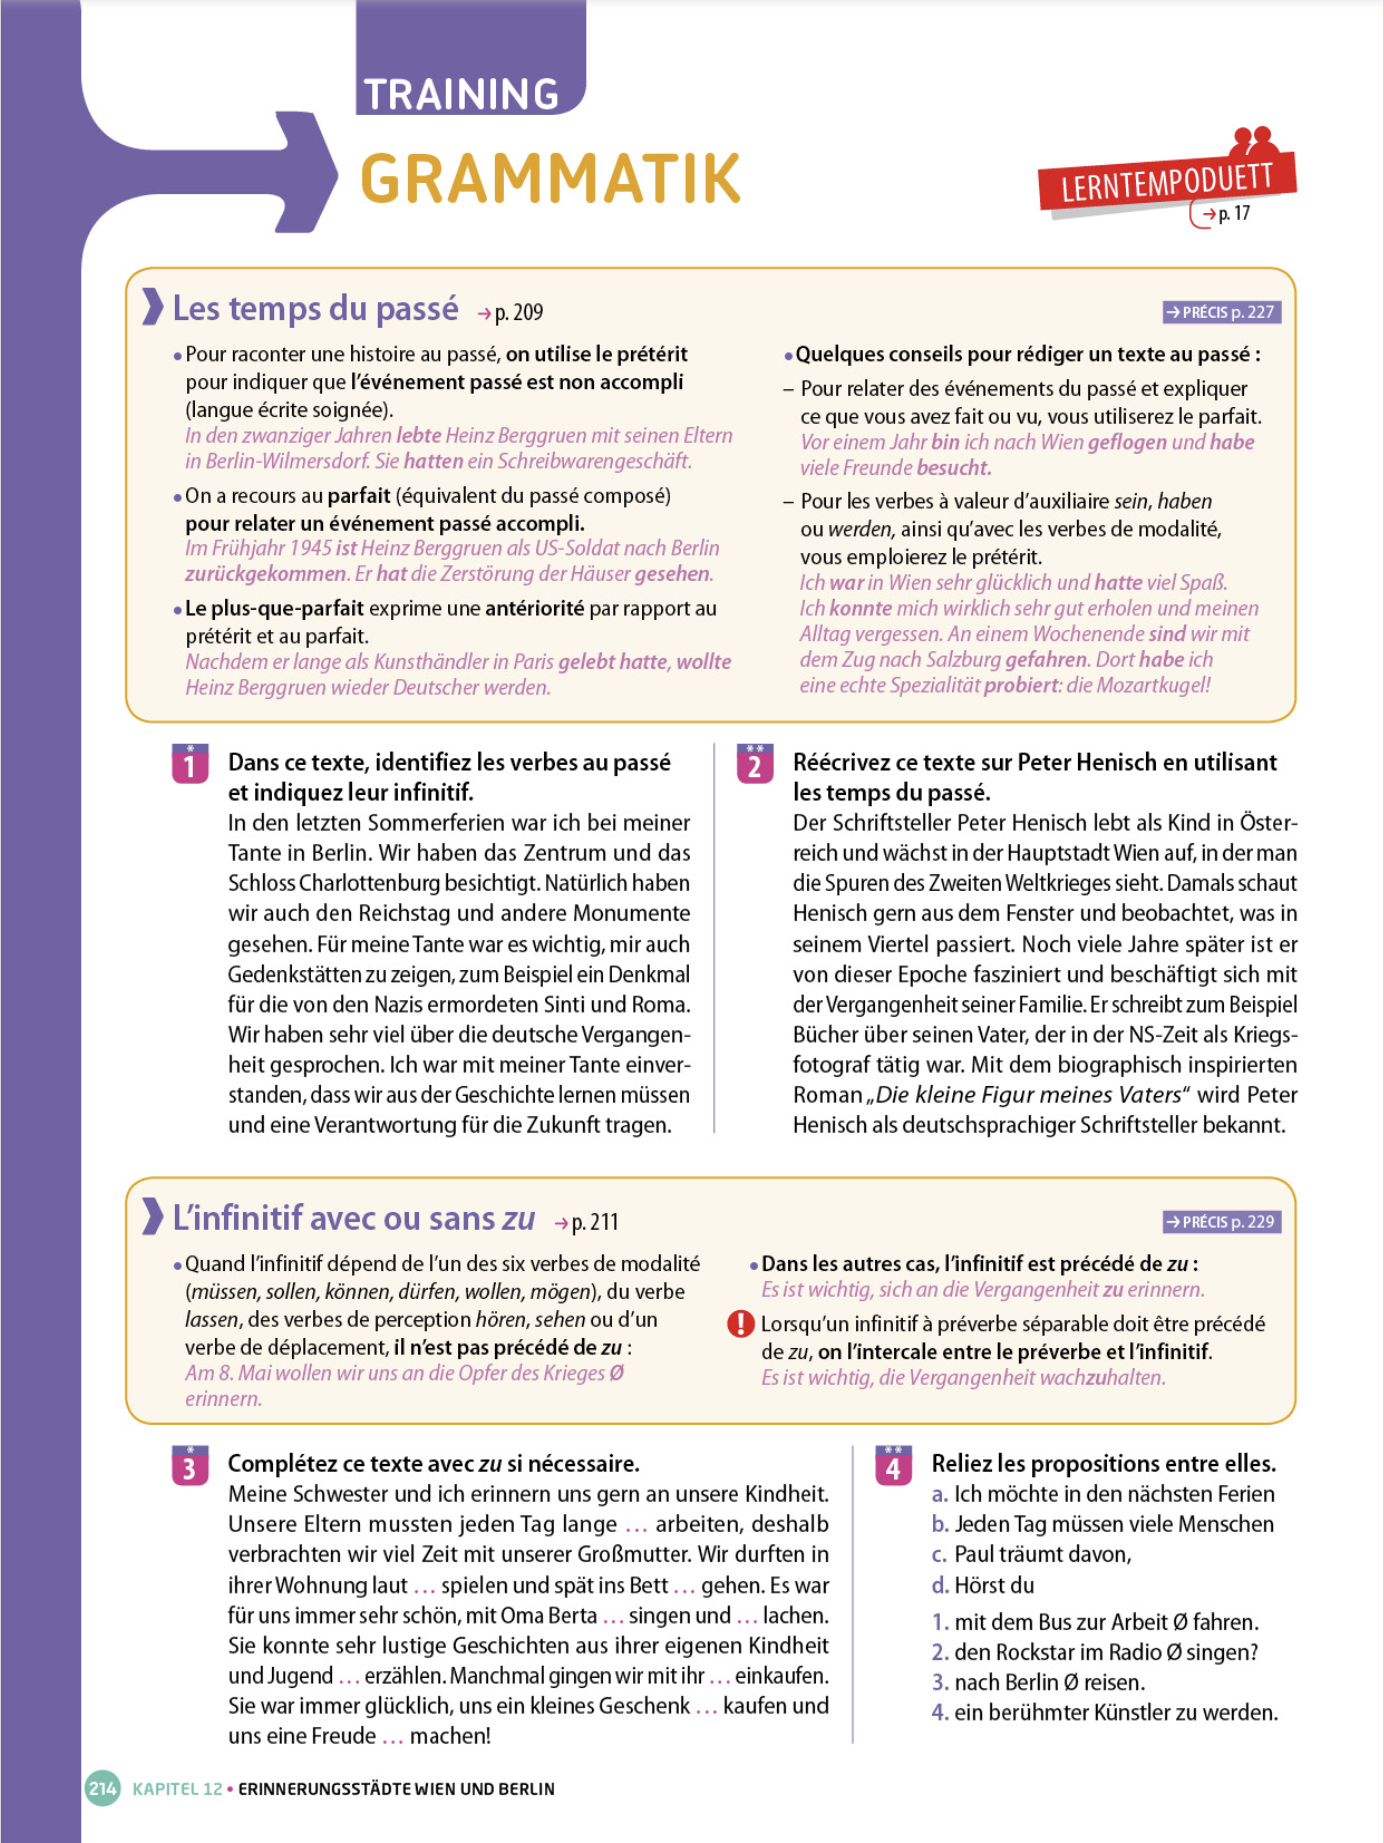 TRAINING
GRAMMATIK
LERNTEMPODUETT
→ p. 17
Les temps du passé → p. 209
→ PRÉCIS p. 227
• Pour raconter une histoire au passé, on utilise le prétérit
pour indiquer que l’événement passé est non accompli
(langue écrite soignée).
In den zwanziger Jahren lebte Heinz Berggruen mit seinen Eltern
in Berlin-Wilmersdorf. Sie hatten ein Schreibwarengeschäft.
• On a recours au parfait (équivalent du passé composé)
pour relater un événement passé accompli.
Im Frühjahr 1945 ist Heinz Berggruen als US-Soldat nach Berlin
zurückgekommen. Er hat die Zerstörung der Häuser gesehen.
• Le plus-que-parfait exprime une antériorité par rapport au
prétérit et au parfait.
Nachdem er lange als Kunsthändler in Paris gelebt hatte, wollte
Heinz Berggruen wieder Deutscher werden.
• Quelques conseils pour rédiger un texte au passé :
– Pour relater des événements du passé et expliquer
ce que vous avez fait ou vu, vous utiliserez le parfait.
Vor einem Jahr bin ich nach Wien geflogen und habe
viele Freunde besucht.
– Pour les verbes à valeur d’auxiliaire sein, haben
ou werden, ainsi qu’avec les verbes de modalité,
vous emploierez le prétérit.
Ich war in Wien sehr glücklich und hatte viel Spaß.
Ich konnte mich wirklich sehr gut erholen und meinen
Alltag vergessen. An einem Wochenende sind wir mit
dem Zug nach Salzburg gefahren. Dort habe ich
eine echte Spezialität probiert: die Mozartkugel!
*
1
Dans ce texte, identifiez les verbes au passé
et indiquez leur infinitif.
In den letzten Sommerferien war ich bei meiner
Tante in Berlin. Wir haben das Zentrum und das
Schloss Charlottenburg besichtigt. Natürlich haben
wir auch den Reichstag und andere Monumente
gesehen. Für meine Tante war es wichtig, mir auch
Gedenkstätten zu zeigen, zum Beispiel ein Denkmal
für die von den Nazis ermordeten Sinti und Roma.
Wir haben sehr viel über die deutsche Vergangen-
heit gesprochen. Ich war mit meiner Tante einver-
standen, dass wir aus der Geschichte lernen müssen
und eine Verantwortung für die Zukunft tragen.
**
2
Réécrivez ce texte sur Peter Henisch en utilisant
les temps du passé.
Der Schriftsteller Peter Henisch lebt als Kind in Öster-
reich und wächst in der Hauptstadt Wien auf, in der man
die Spuren des Zweiten Weltkrieges sieht. Damals schaut
Henisch gern aus dem Fenster und beobachtet, was in
seinem Viertel passiert. Noch viele Jahre später ist er
von dieser Epoche fasziniert und beschäftigt sich mit
der Vergangenheit seiner Familie. Er schreibt zum Beispiel
Bücher über seinen Vater, der in der NS-Zeit als Kriegs-
fotograf tätig war. Mit dem biographisch inspirierten
Roman „Die kleine Figur meines Vaters“ wird Peter
Henisch als deutschsprachiger Schriftsteller bekannt.
L’infinitif avec ou sans zu → p. 211
→ PRÉCIS p. 229
• Quand l’infinitif dépend de l’un des six verbes de modalité
(müssen, sollen, können, dürfen, wollen, mögen), du verbe
lassen, des verbes de perception hören, sehen ou d’un
verbe de déplacement, il n’est pas précédé de zu :
Am 8. Mai wollen wir uns an die Opfer des Krieges Ø
erinnern.
• Dans les autres cas, l’infinitif est précédé de zu :
Es ist wichtig, sich an die Vergangenheit zu erinnern.
! Lorsqu’un infinitif à préverbe séparable doit être précédé
de zu, on l’intercale entre le préverbe et l’infinitif.
Es ist wichtig, die Vergangenheit wachzuhalten.
*
3
Complétez ce texte avec zu si nécessaire.
Meine Schwester und ich erinnern uns gern an unsere Kindheit.
Unsere Eltern mussten jeden Tag lange ... arbeiten, deshalb
verbrachten wir viel Zeit mit unserer Großmutter. Wir durften in
ihrer Wohnung laut ... spielen und spät ins Bett ... gehen. Es war
für uns immer sehr schön, mit Oma Berta ... singen und ... lachen.
Sie konnte sehr lustige Geschichten aus ihrer eigenen Kindheit
und Jugend ... erzählen. Manchmal gingen wir mit ihr ... einkaufen.
Sie war immer glücklich, uns ein kleines Geschenk ... kaufen und
uns eine Freude ... machen!
**
4
Reliez les propositions entre elles.
a. Ich möchte in den nächsten Ferien
b. Jeden Tag müssen viele Menschen
c. Paul träumt davon,
d. Hörst du
1. mit dem Bus zur Arbeit Ø fahren.
2. den Rockstar im Radio Ø singen?
3. nach Berlin Ø reisen.
4. ein berühmter Künstler zu werden.
214 KAPITEL 12 • ERINNERUNGSSTÄDTE WIEN UND BERLIN